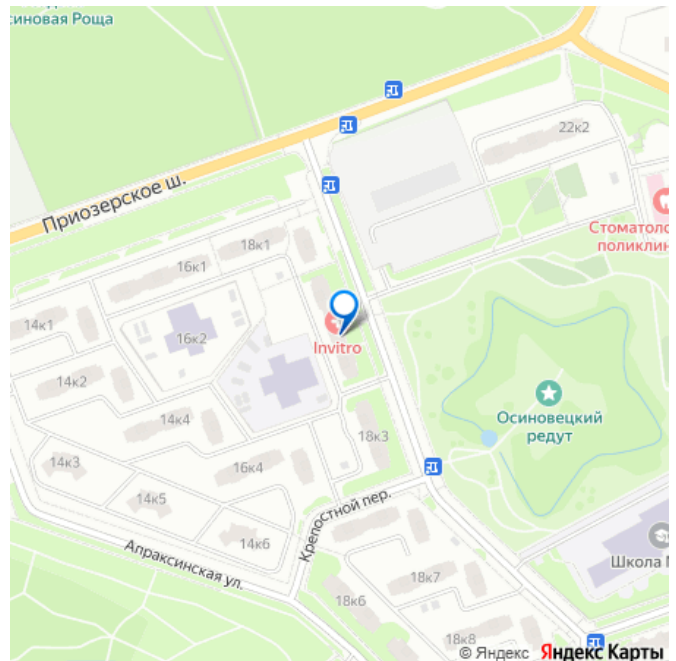 синовая Роща
22к2
Приозерское ш.
Стоматоло
поликлин
18к1
16к1
14к1
16к2
Invitro
14к2
Осиновецкий
редут
14к4
18к3
14к3
16к4
14к5
Крепостной пер.
14к6
Апраксинская ул.
Школа
18к7
18к6
18к8
© Яндекс Яндекс Карты